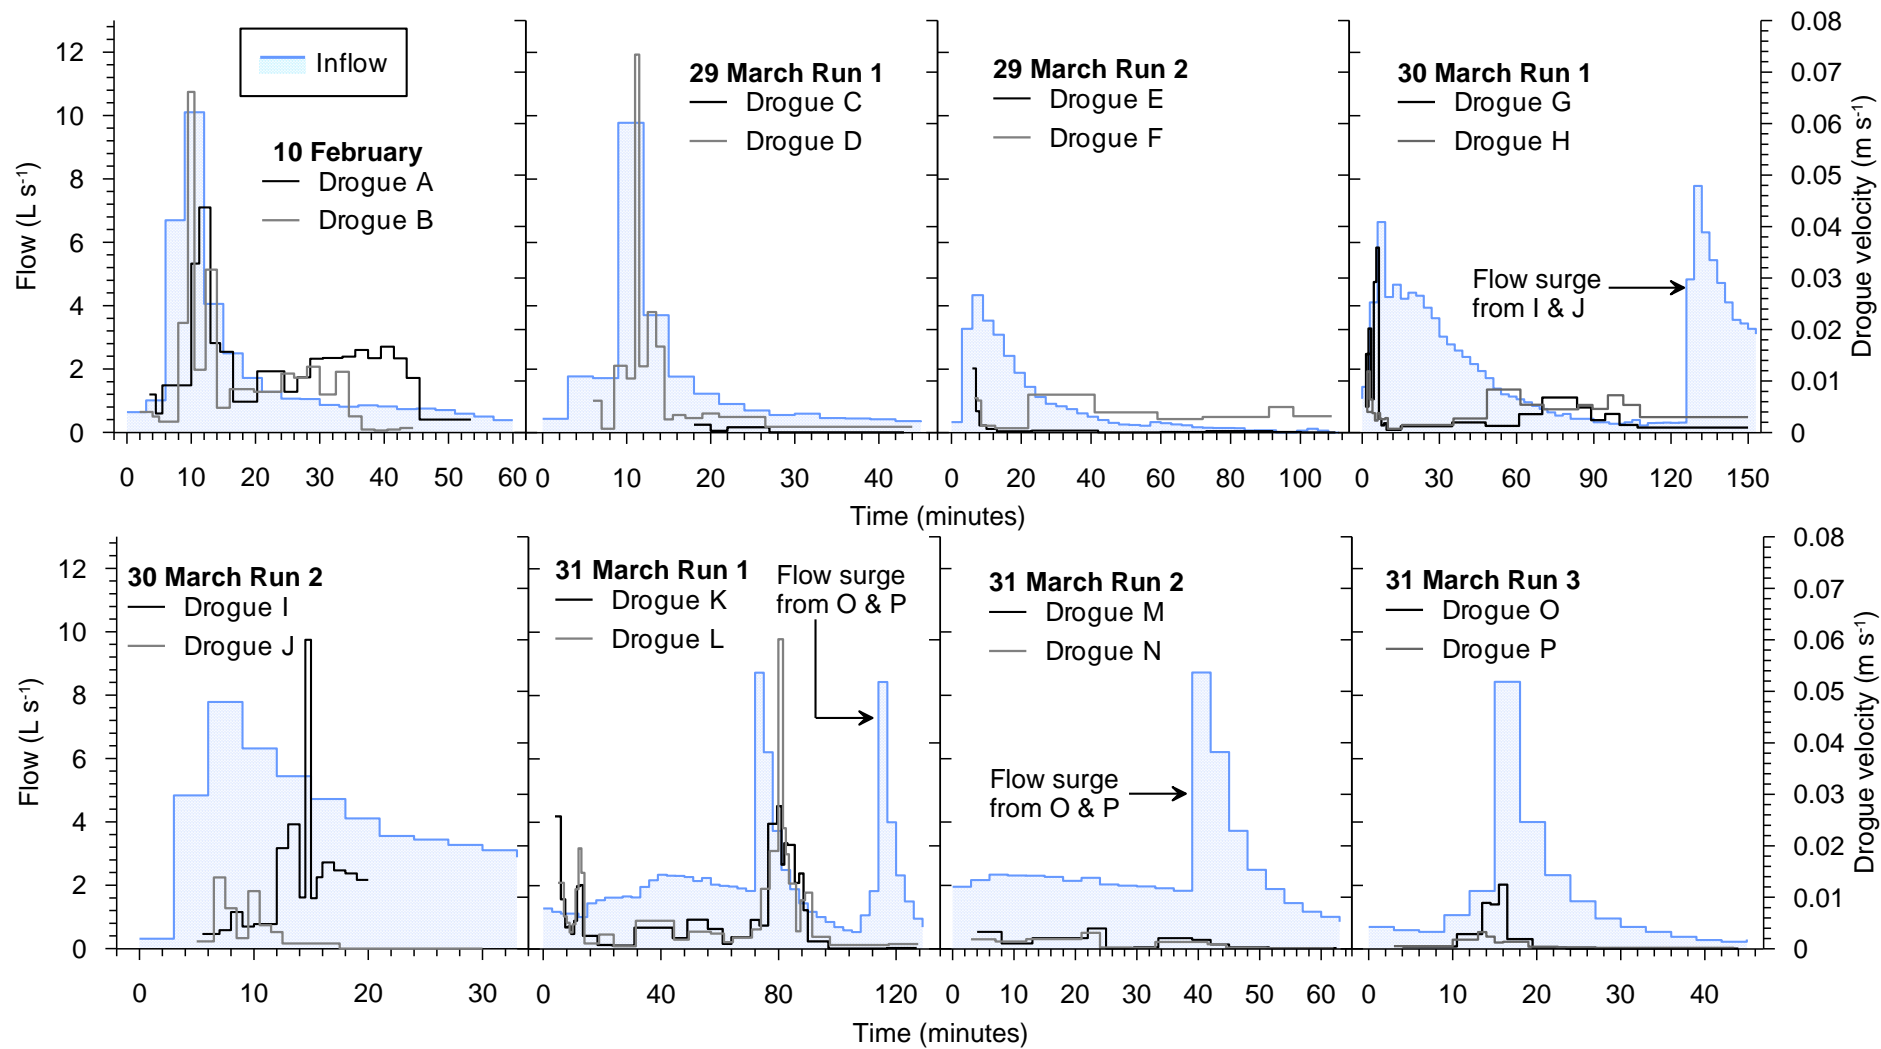 Inflow
10 February
Drogue A
Drogue B
29 March Run 1
Drogue C
Drogue D
29 March Run 2
Drogue E
Drogue F
30 March Run 1
Drogue G
Drogue H
Flow surge
from I & J
Flow (L s⁻¹)
12
10
8
6
4
2
0
0.08
0.07
0.06
0.05
0.04
0.03
0.02
0.01
0
Drogue velocity (m s⁻¹)
0 10 20 30 40 50 60
0 10 20 30 40
0 20 40 60 80 100
0 30 60 90 120 150
Time (minutes)
30 March Run 2
Drogue I
Drogue J
31 March Run 1
Drogue K
Drogue L
Flow surge
from O & P
31 March Run 2
Drogue M
Drogue N
Flow surge
from O & P
31 March Run 3
Drogue O
Drogue P
Flow (L s⁻¹)
12
10
8
6
4
2
0
0.08
0.07
0.06
0.05
0.04
0.03
0.02
0.01
0
Drogue velocity (m s⁻¹)
0 10 20 30
0 40 80 120
0 10 20 30 40 50 60
0 10 20 30 40
Time (minutes)